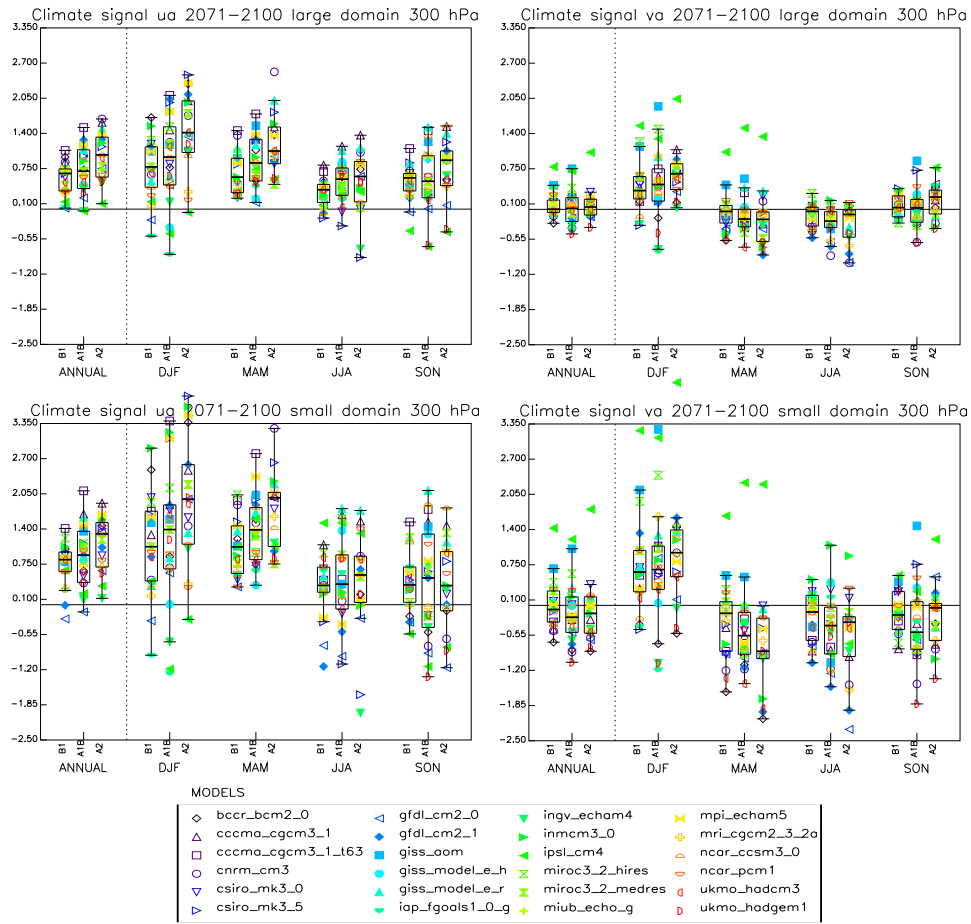 Climate signal ua 2071-2100 large domain 300 hPa
3.350
2.700
2.050
1.400
0.750
0.100
-0.55
-1.20
-1.85
-2.50
B1 A1B A2 B1 A1B A2 B1 A1B A2 B1 A1B A2 B1 A1B A2
ANNUAL DJF MAM JJA SON
Climate signal va 2071-2100 large domain 300 hPa
3.350
2.700
2.050
1.400
0.750
0.100
-0.55
-1.20
-1.85
-2.50
B1 A1B A2 B1 A1B A2 B1 A1B A2 B1 A1B A2 B1 A1B A2
ANNUAL DJF MAM JJA SON
Climate signal ua 2071-2100 small domain 300 hPa
3.350
2.700
2.050
1.400
0.750
0.100
-0.55
-1.20
-1.85
-2.50
B1 A1B A2 B1 A1B A2 B1 A1B A2 B1 A1B A2 B1 A1B A2
ANNUAL DJF MAM JJA SON
Climate signal va 2071-2100 small domain 300 hPa
3.350
2.700
2.050
1.400
0.750
0.100
-0.55
-1.20
-1.85
-2.50
B1 A1B A2 B1 A1B A2 B1 A1B A2 B1 A1B A2 B1 A1B A2
ANNUAL DJF MAM JJA SON
MODELS
bccr_bcm2_0 gfdl_cm2_0 ingv_echam4 mpi_echam5
cccma_cgcm3_1 gfdl_cm2_1 inmcm3_0 mri_cgcm2_3_2a
cccma_cgcm3_1_t63 giss_aom ipsl_cm4 ncar_ccsm3_0
cnrm_cm3 giss_model_e_h miroc3_2_hires ncar_pcm1
csiro_mk3_0 giss_model_e_r miroc3_2_medres ukmo_hadcm3
csiro_mk3_5 iap_fgoals1_0_g miub_echo_g ukmo_hadgem1